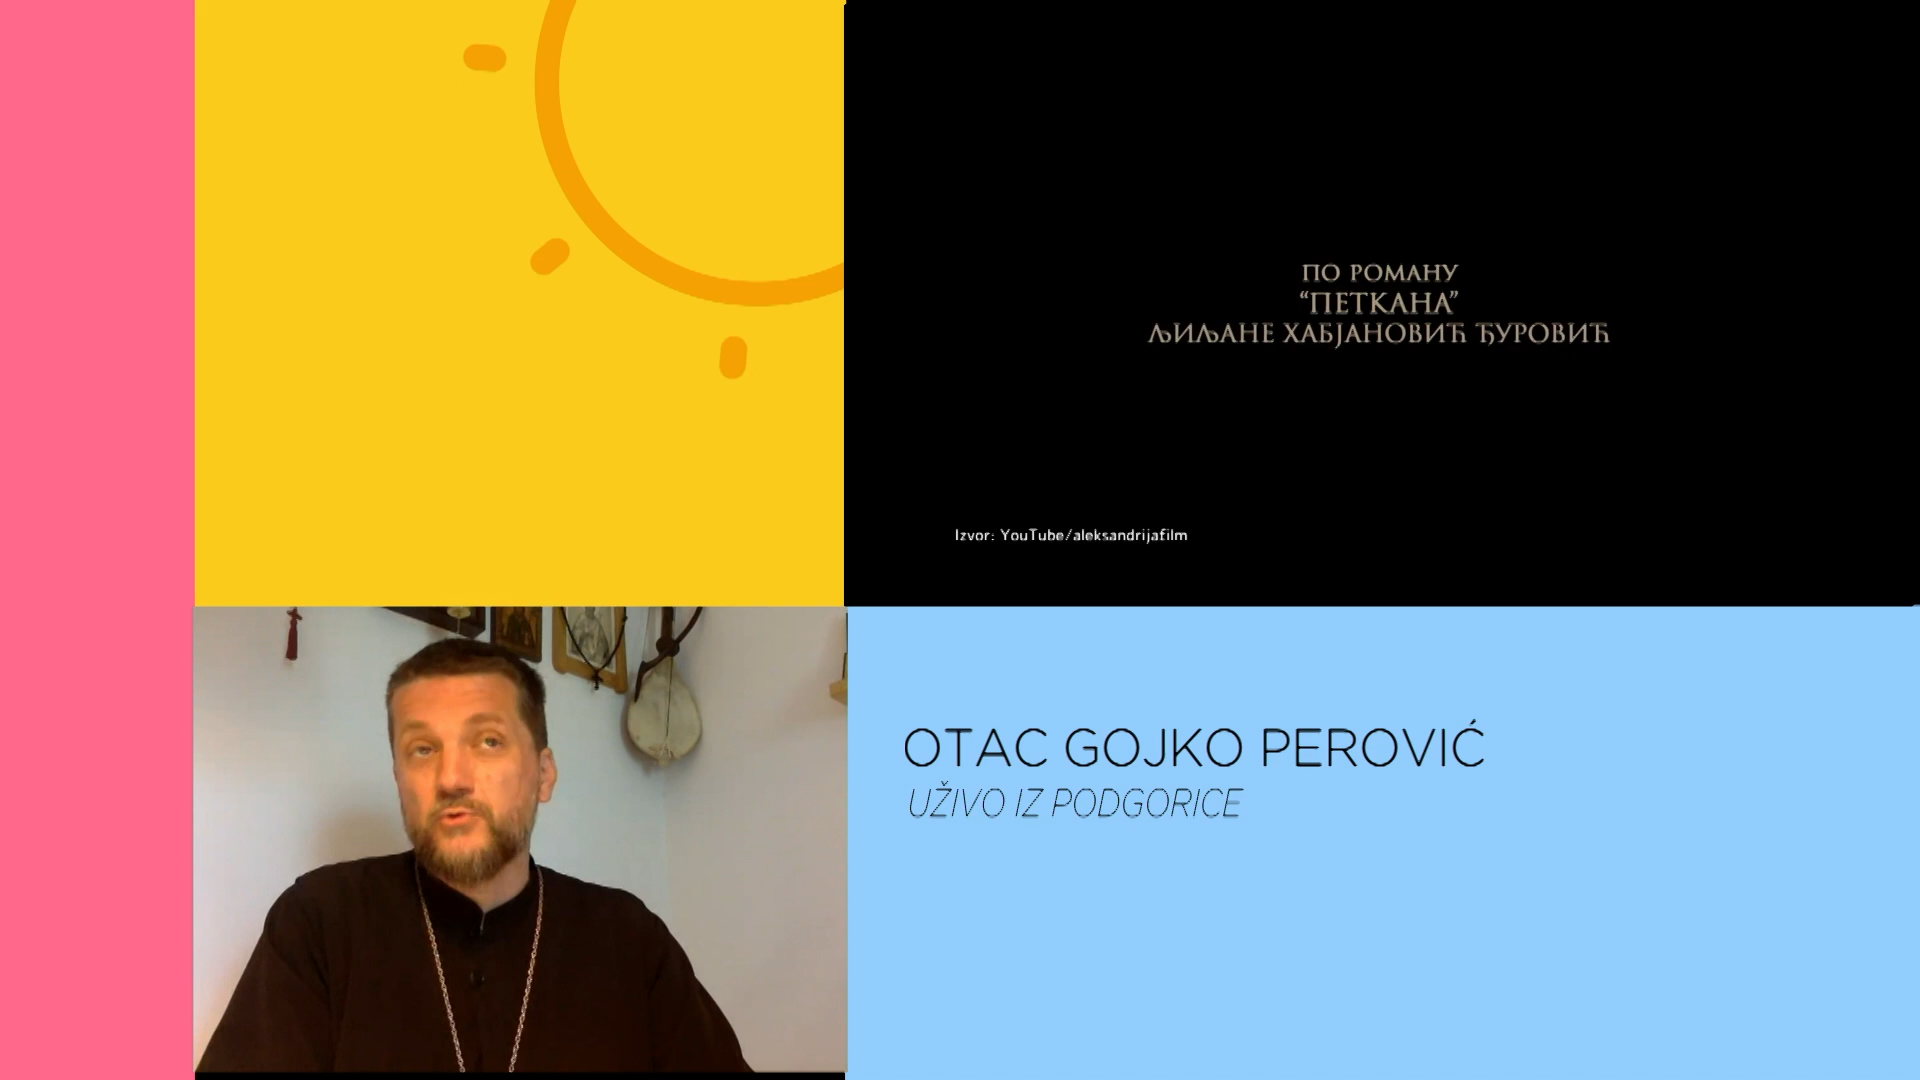 ПО РОМАНУ
“ПЕТКАНА”
ЉИЉАНЕ ХАБЈАНОВИЋ ЂУРОВИЋ
Izvor: YouTube/aleksandrijafilm
OTAC GOJKO PEROVIĆ
UŽIVO IZ PODGORICE